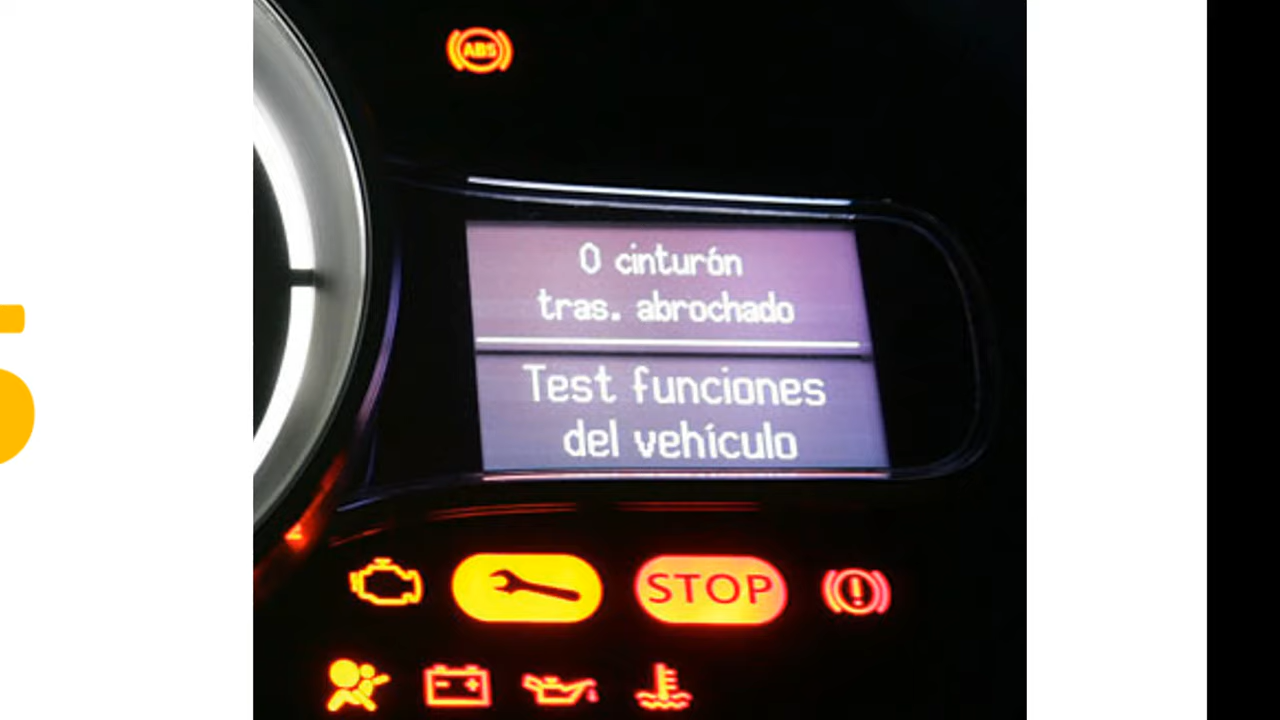 ABS
0 cinturón
tras. abrochado
Test funciones
del vehículo
STOP